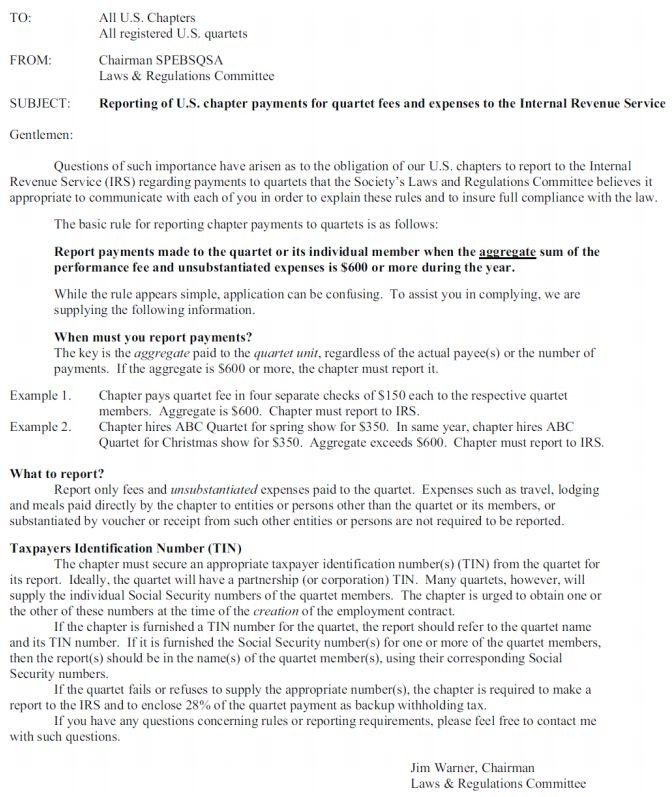 TO: All U.S. Chapters
All registered U.S. quartets
FROM: Chairman SPEBSQSA
Laws & Regulations Committee
SUBJECT: Reporting of U.S. chapter payments for quartet fees and expenses to the Internal Revenue Service
Gentlemen:
Questions of such importance have arisen as to the obligation of our U.S. chapters to report to the Internal
Revenue Service (IRS) regarding payments to quartets that the Society's Laws and Regulations Committee believes it
appropriate to communicate with each of you in order to explain these rules and to insure full compliance with the law.
The basic rule for reporting chapter payments to quartets is as follows:
Report payments made to the quartet or its individual member when the aggregate sum of the
performance fee and unsubstantiated expenses is $600 or more during the year.
While the rule appears simple, application can be confusing. To assist you in complying, we are
supplying the following information.
When must you report payments?
The key is the aggregate paid to the quartet unit, regardless of the actual payee(s) or the number of
payments. If the aggregate is $600 or more, the chapter must report it.
Example 1. Chapter pays quartet fee in four separate checks of $150 each to the respective quartet
members. Aggregate is $600. Chapter must report to IRS.
Example 2. Chapter hires ABC Quartet for spring show for $350. In same year, chapter hires ABC
Quartet for Christmas show for $350. Aggregate exceeds $600. Chapter must report to IRS.
What to report?
Report only fees and unsubstantiated expenses paid to the quartet. Expenses such as travel, lodging
and meals paid directly by the chapter to entities or persons other than the quartet or its members, or
substantiated by voucher or receipt from such other entities or persons are not required to be reported.
Taxpayers Identification Number (TIN)
The chapter must secure an appropriate taxpayer identification number(s) (TIN) from the quartet for
its report. Ideally, the quartet will have a partnership (or corporation) TIN. Many quartets, however, will
supply the individual Social Security numbers of the quartet members. The chapter is urged to obtain one or
the other of these numbers at the time of the creation of the employment contract.
If the chapter is furnished a TIN number for the quartet, the report should refer to the quartet name
and its TIN number. If it is furnished the Social Security number(s) for one or more of the quartet members,
then the report(s) should be in the name(s) of the quartet member(s), using their corresponding Social
Security numbers.
If the quartet fails or refuses to supply the appropriate number(s), the chapter is required to make a
report to the IRS and to enclose 28% of the quartet payment as backup withholding tax.
If you have any questions concerning rules or reporting requirements, please feel free to contact me
with such questions.
Jim Warner, Chairman
Laws & Regulations Committee